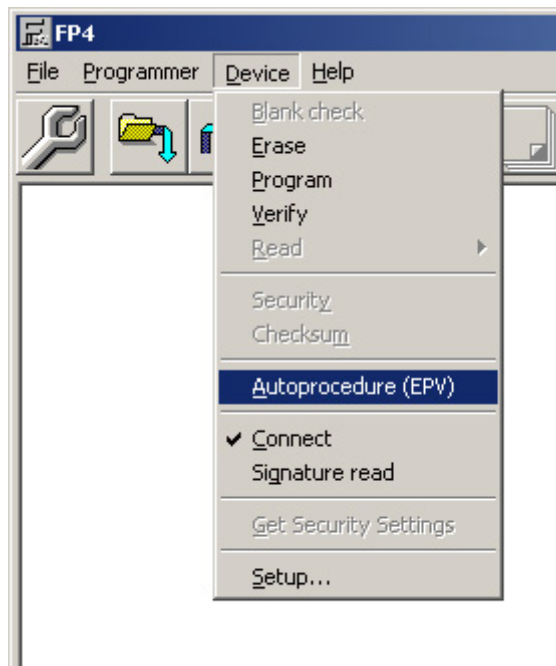 FP4
File Programmer Device Help
Blank check
Erase
Program
Verify
Read
Security
Checksum
Autoprocedure (EPV)
Connect
Signature read
Get Security Settings
Setup...